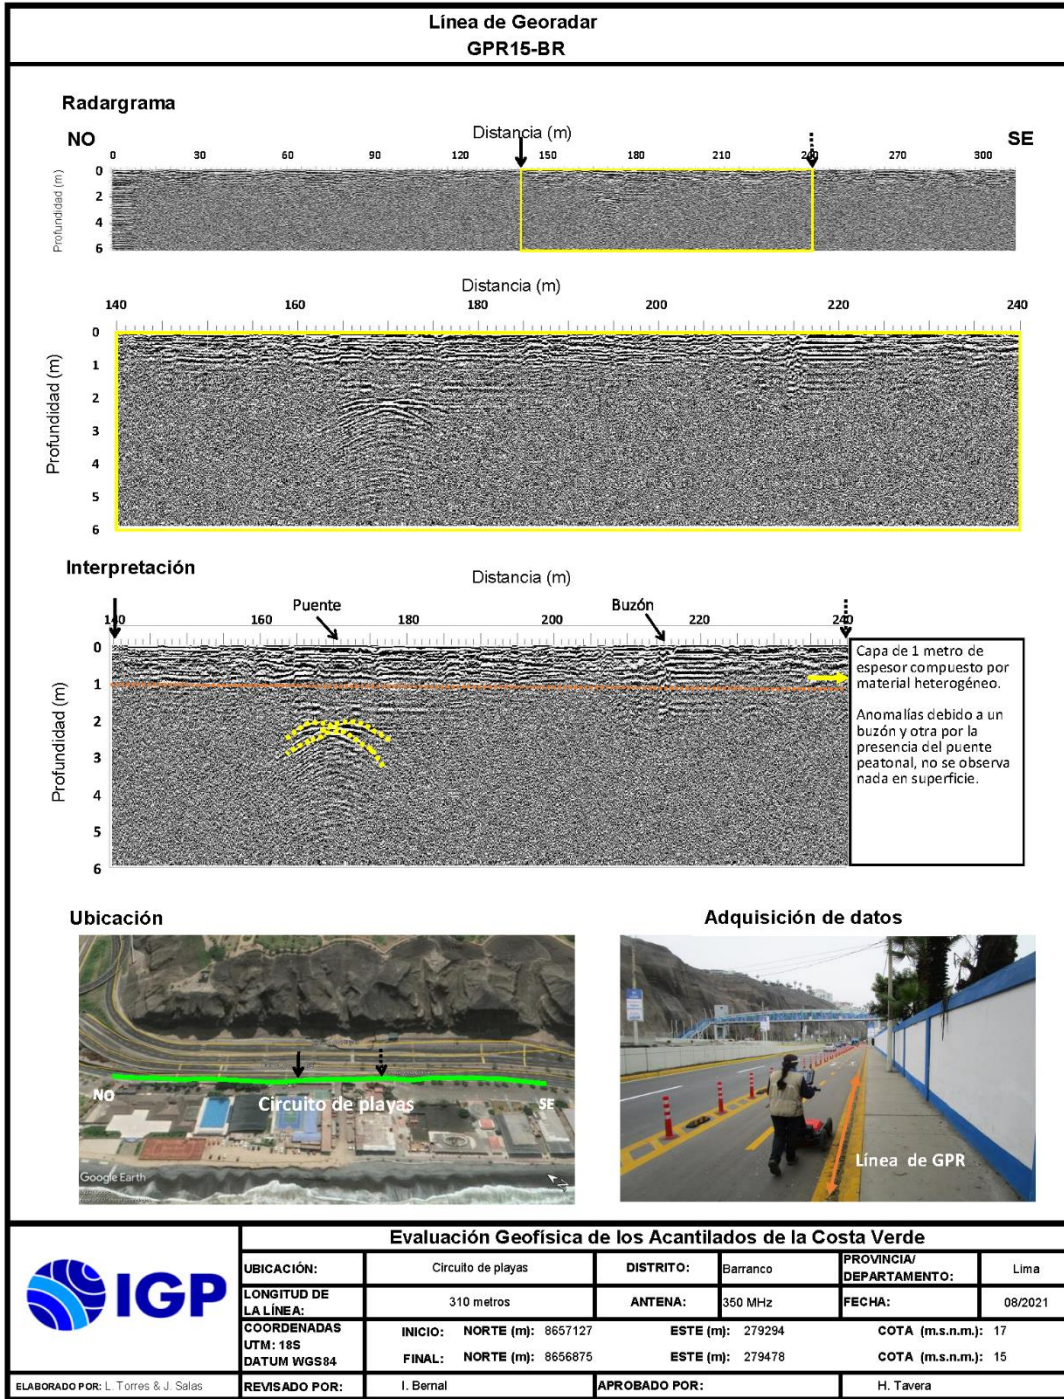 Línea de Georadar
GPR15-BR
Radargrama
NO
Distancia (m)
SE
0 30 60 90 120 150 180 210 240 270 300
Profundidad (m)
0
2
4
6
Distancia (m)
140 160 180 200 220 240
Profundidad (m)
0
1
2
3
4
5
6
Interpretación
Distancia (m)
Puente
Buzón
140 160 180 200 220 240
Profundidad (m)
0
1
2
3
4
5
6
Capa de 1 metro de
espesor compuesto por
material heterogéneo.
Anomalías debido a un
buzón y otra por la
presencia del puente
peatonal, no se observa
nada en superficie.
Ubicación
NO
Circuito de playas
SE
Google Earth
Adquisición de datos
Línea de GPR
IGP
Evaluación Geofísica de los Acantilados de la Costa Verde
UBICACIÓN: Circuito de playas DISTRITO: Barranco PROVINCIA/
DEPARTAMENTO: Lima
LONGITUD DE
LA LÍNEA: 310 metros ANTENA: 350 MHz FECHA: 08/2021
COORDENADAS
UTM: 18S
DATUM WGS84
INICIO: NORTE (m): 8657127 ESTE (m): 279294 COTA (m.s.n.m.): 17
FINAL: NORTE (m): 8656875 ESTE (m): 279478 COTA (m.s.n.m.): 15
ELABORADO POR: L. Torres & J. Salas REVISADO POR: I. Bernal APROBADO POR: H. Tavera